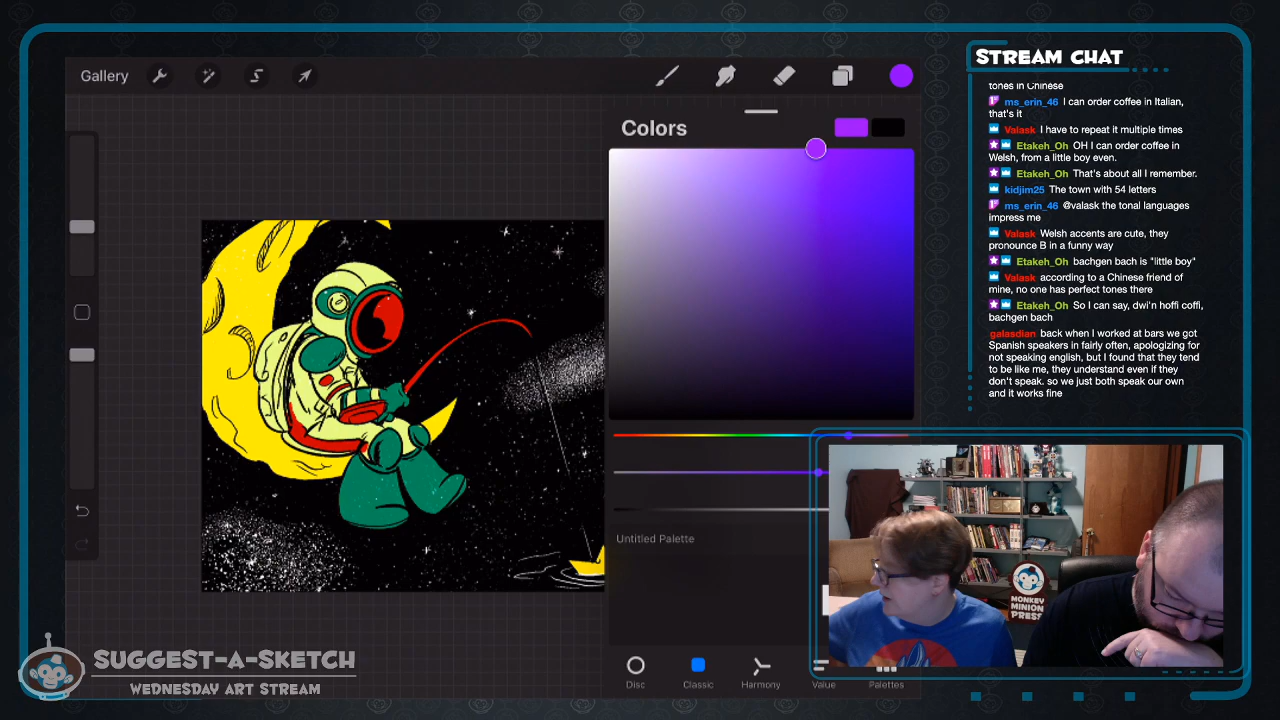 Gallery
Colors
Untitled Palette
Disc
Classic
Harmony
Value
Palettes
STREAM CHAT
tones in Chinese
ms_erin_46 I can order coffee in Italian,
that's it
Valask I have to repeat it multiple times
Etakeh_Oh OH I can order coffee in
Welsh, from a little boy even.
Etakeh_Oh That's about all I remember.
kidjim25 The town with 54 letters
ms_erin_46 @valask the tonal languages
impress me
Valask Welsh accents are cute, they
pronounce B in a funny way
Etakeh_Oh bachgen bach is "little boy"
Valask according to a Chinese friend of
mine, no one has perfect tones there
Etakeh_Oh So I can say, dwi'n hoffi coffi,
bachgen bach
galasdian back when I worked at bars we got
Spanish speakers in fairly often, apologizing for
not speaking english, but I found that they tend
to be like me, they understand even if they
don't speak. so we just both speak our own
and it works fine
MONKEY
MINION
PRESS
SUGGEST-A-SKETCH
WEDNESDAY ART STREAM